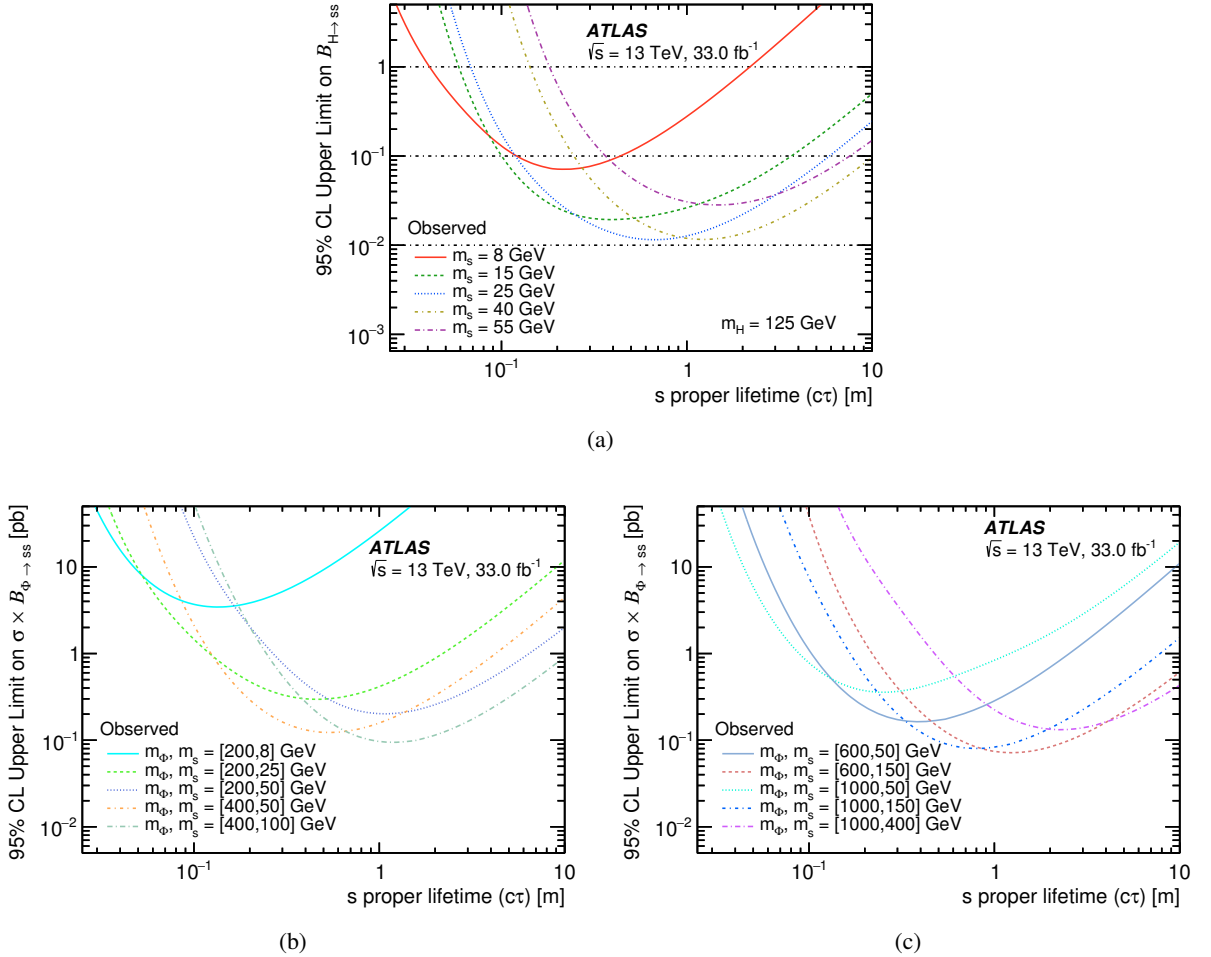 95% CL Upper Limit on B_{H→ ss}
ATLAS
√s = 13 TeV, 33.0 fb⁻¹
1
10⁻¹
10⁻²
10⁻³
Observed
m_s = 8 GeV
m_s = 15 GeV
m_s = 25 GeV
m_s = 40 GeV
m_s = 55 GeV
m_H = 125 GeV
10⁻¹ 1 10
s proper lifetime (cτ) [m]
(a)
95% CL Upper Limit on σ × B_{Φ→ ss} [pb]
ATLAS
√s = 13 TeV, 33.0 fb⁻¹
10
1
10⁻¹
10⁻²
Observed
m_Φ, m_s = [200,8] GeV
m_Φ, m_s = [200,25] GeV
m_Φ, m_s = [200,50] GeV
m_Φ, m_s = [400,50] GeV
m_Φ, m_s = [400,100] GeV
10⁻¹ 1 10
s proper lifetime (cτ) [m]
(b)
95% CL Upper Limit on σ × B_{Φ→ ss} [pb]
ATLAS
√s = 13 TeV, 33.0 fb⁻¹
10
1
10⁻¹
10⁻²
Observed
m_Φ, m_s = [600,50] GeV
m_Φ, m_s = [600,150] GeV
m_Φ, m_s = [1000,50] GeV
m_Φ, m_s = [1000,150] GeV
m_Φ, m_s = [1000,400] GeV
10⁻¹ 1 10
s proper lifetime (cτ) [m]
(c)